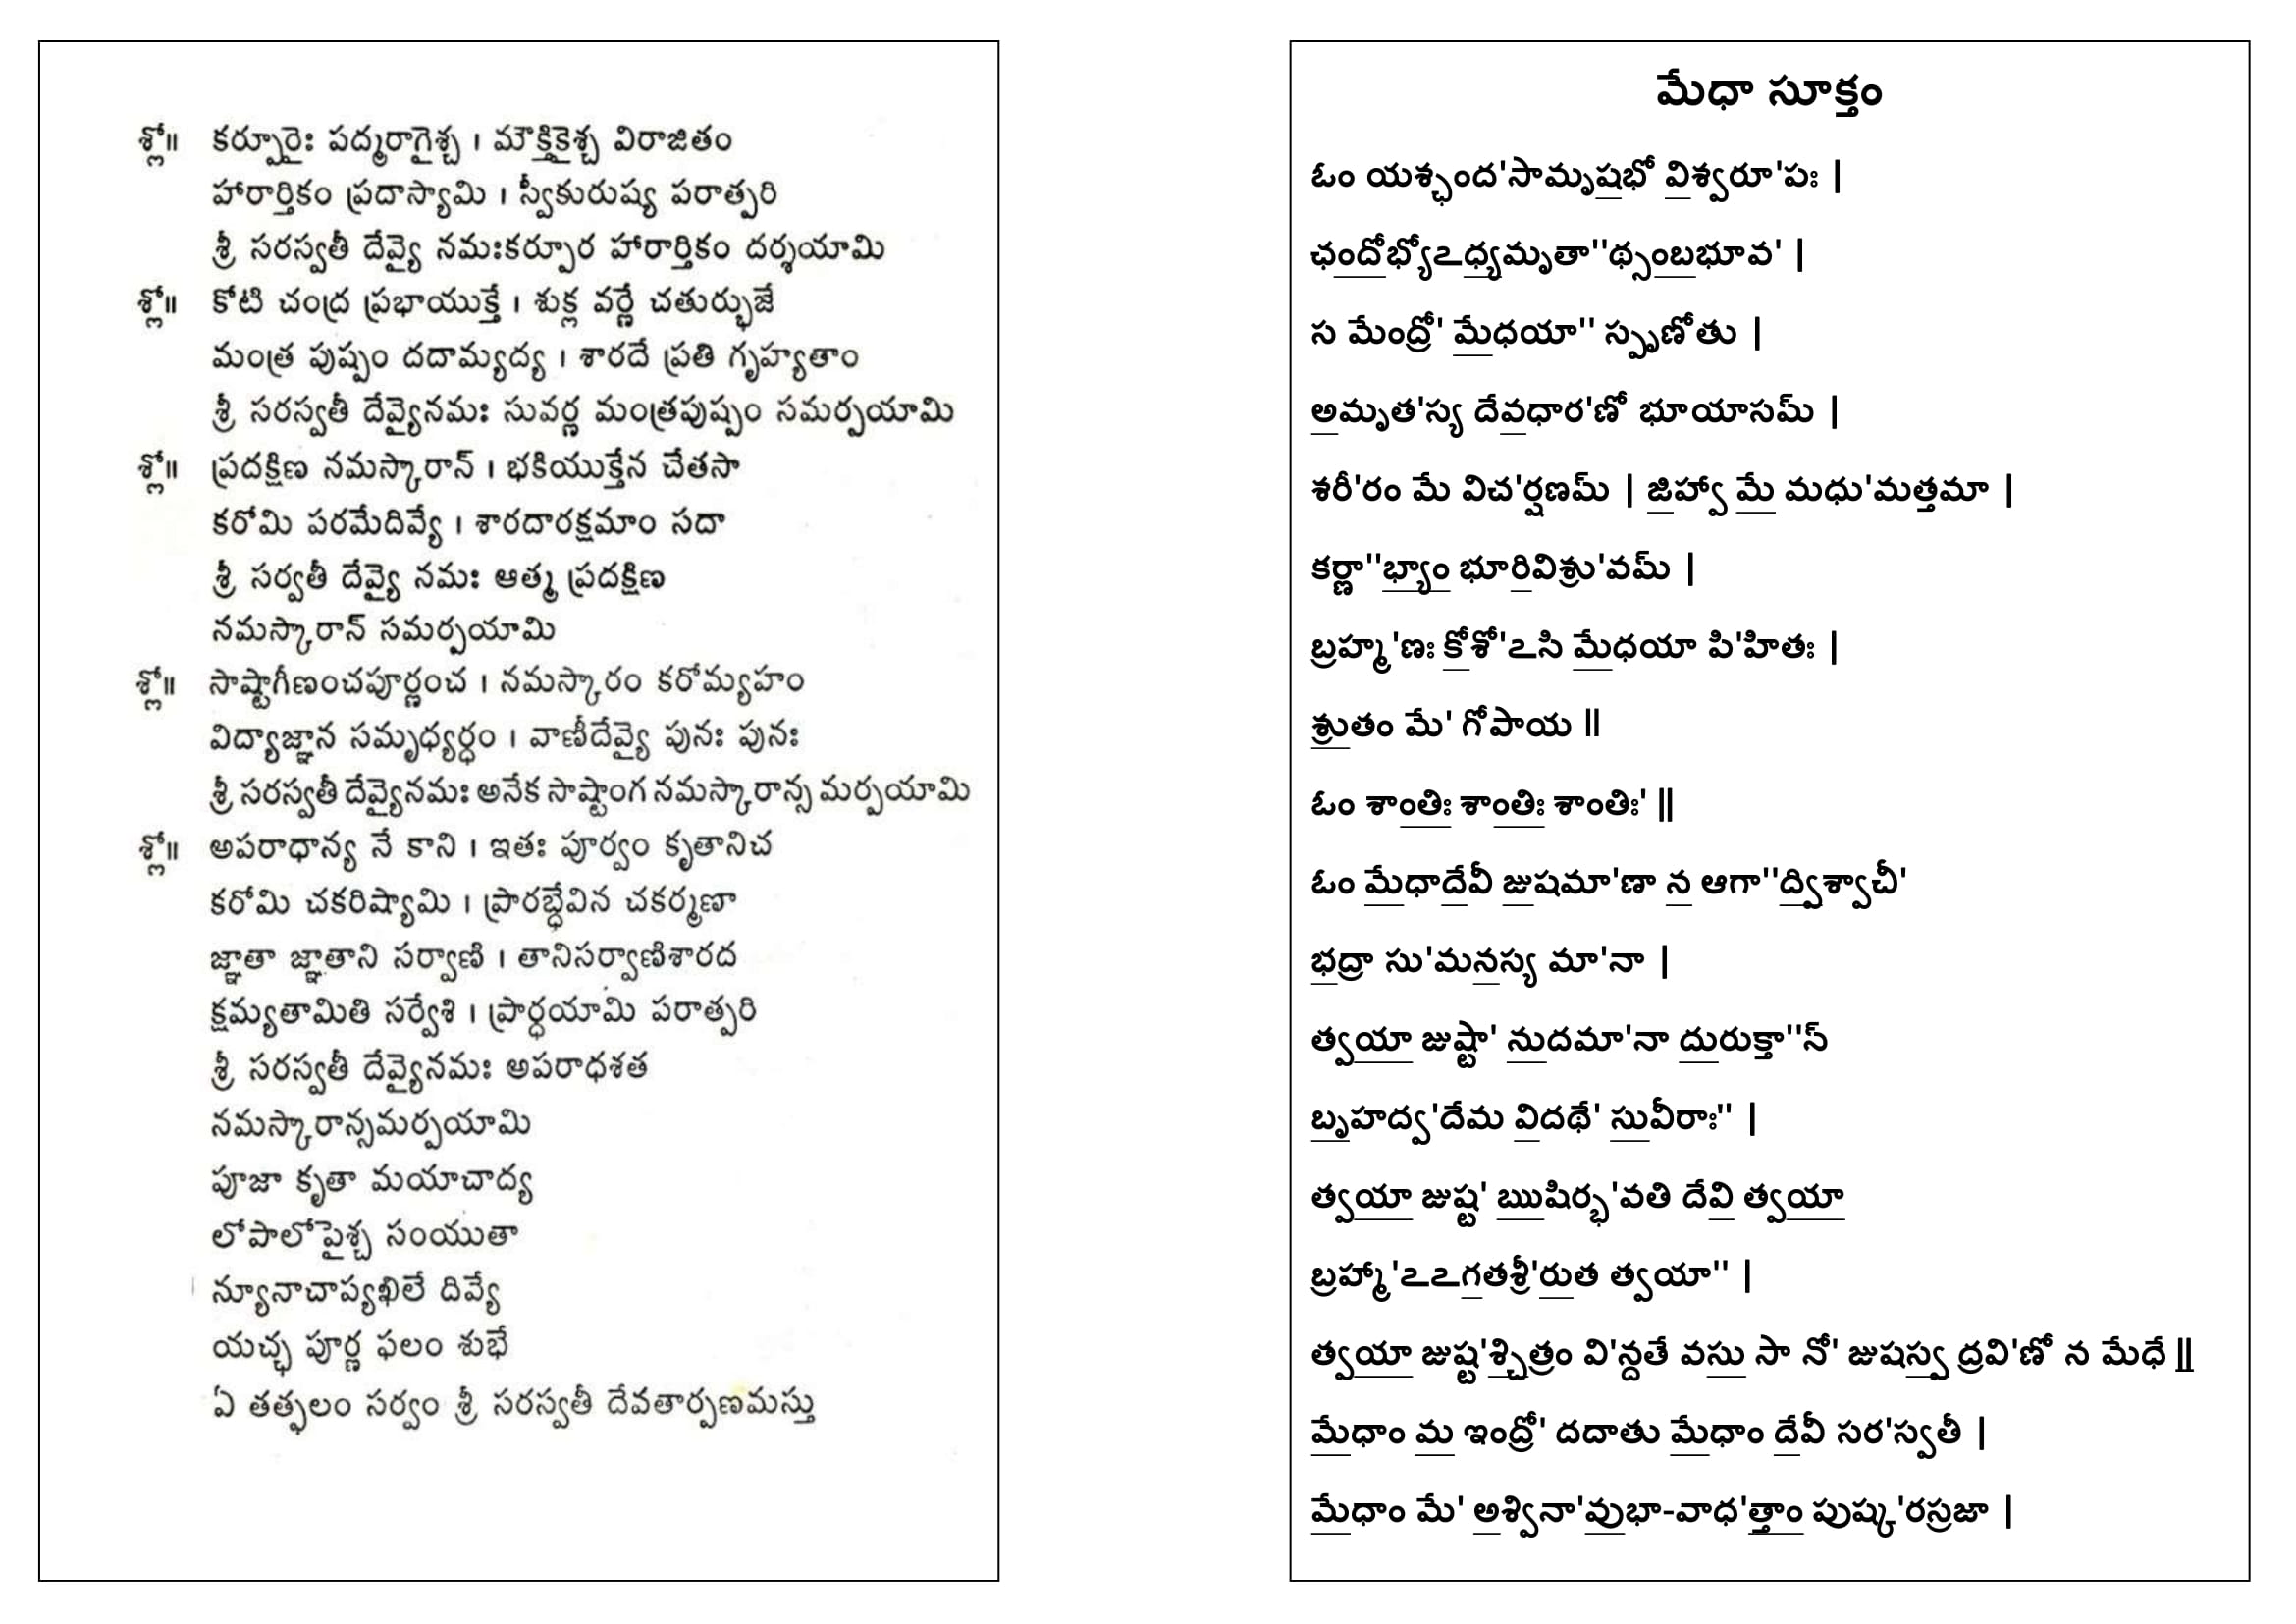 శ్లో॥ కర్పూరైః పద్మరాగైశ్చ । మౌక్తికైశ్చ విరాజితం
హారార్తికం ప్రదాస్యామి । స్వీకురుష్య పరాత్పరి
శ్రీ సరస్వతీ దేవ్యై నమఃకర్పూర హారార్తికం దర్శయామి
శ్లో॥ కోటి చంద్ర ప్రభాయుక్తే । శుక్ల వర్ణే చతుర్భుజే
మంత్ర పుష్పం దదామ్యద్య । శారదే ప్రతి గృహ్యతాం
శ్రీ సరస్వతీ దేవ్యైనమః సువర్ణ మంత్రపుష్పం సమర్పయామి
శ్లో॥ ప్రదక్షిణ నమస్కారాన్ । భకియుక్తేన చేతసా
కరోమి పరమేదివ్యే । శారదారక్షమాం సదా
శ్రీ సర్వతీ దేవ్యై నమః ఆత్మ ప్రదక్షిణ
నమస్కారాన్ సమర్పయామి
శ్లో॥ సాష్టాగీణంచపూర్ణంచ । నమస్కారం కరోమ్యహం
విద్యాజ్ఞాన సమృధ్యర్ధం । వాణీదేవ్యై పునః పునః
శ్రీ సరస్వతీ దేవ్యైనమః అనేక సాష్టాంగ నమస్కారాన్స మర్పయామి
శ్లో॥ అపరాధాన్య నే కాని । ఇతః పూర్వం కృతానిచ
కరోమి చకరిష్యామి । ప్రారబ్ధేవిన చకర్మణా
జ్ఞాతా జ్ఞాతాని సర్వాణి । తానిసర్వాణిశారద
క్షమ్యతామితి సర్వేశి । ప్రార్ధయామి పరాత్పరి
శ్రీ సరస్వతీ దేవ్యైనమః అపరాధశత
నమస్కారాన్సమర్పయామి
పూజా కృతా మయాచాద్య
లోపాలోపైశ్చ సంయుతా
న్యూనాచాప్యఖిలే దివ్యే
యచ్ఛ పూర్ణ ఫలం శుభే
ఏ తత్ఫలం సర్వం శ్రీ సరస్వతీ దేవతార్పణమస్తు
మేధా సూక్తం
ఓం యశ్ఛంద'సామృషభో విశ్వరూ'పః |
ఛందోభ్యోఽధ్యమృతా''థ్సంబభూవ' |
స మేంద్రో' మేధయా'' స్పృణోతు |
అమృత'స్య దేవధార'ణో భూయాసమ్ |
శరీ'రం మే విచ'ర్షణమ్ | జిహ్వా మే మధు'మత్తమా |
కర్ణా''భ్యాం భూరివిశ్రు'వమ్ |
బ్రహ్మ'ణః కోశో'ఽసి మేధయా పి'హితః |
శ్రుతం మే' గోపాయ ‖
ఓం శాంతిః శాంతిః శాంతిః' ‖
ఓం మేధాదేవీ జుషమా'ణా న ఆగా''ద్విశ్వాచీ'
భద్రా సు'మనస్య మా'నా |
త్వయా జుష్టా' నుదమా'నా దురుక్తా''న్
బృహద్వ'దేమ విదథే' సువీరాః'' |
త్వయా జుష్ట' ఋషిర్భ'వతి దేవి త్వయా
బ్రహ్మా'ఽఽగతశ్రీ'రుత త్వయా'' |
త్వయా జుష్ట'శ్చిత్రం వి'న్దతే వసు సా నో' జుషస్వ ద్రవి'ణో న మేధే ‖
మేధాం మ ఇంద్రో' దదాతు మేధాం దేవీ సర'స్వతీ |
మేధాం మే' అశ్వినా'వుభా-వాధ'త్తాం పుష్క'రస్రజా |